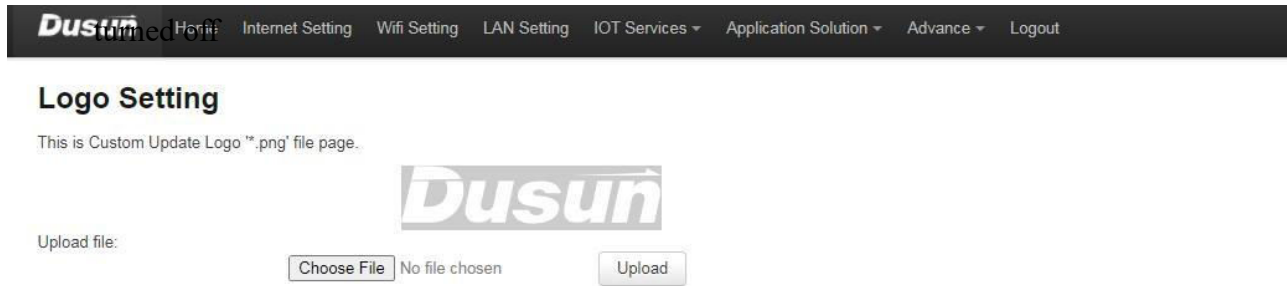 Dusun turned off Home Internet Setting Wifi Setting LAN Setting IOT Services Application Solution Advance Logout
Logo Setting
This is Custom Update Logo '*.png' file page.
Dusun
Upload file:
Choose File No file chosen Upload